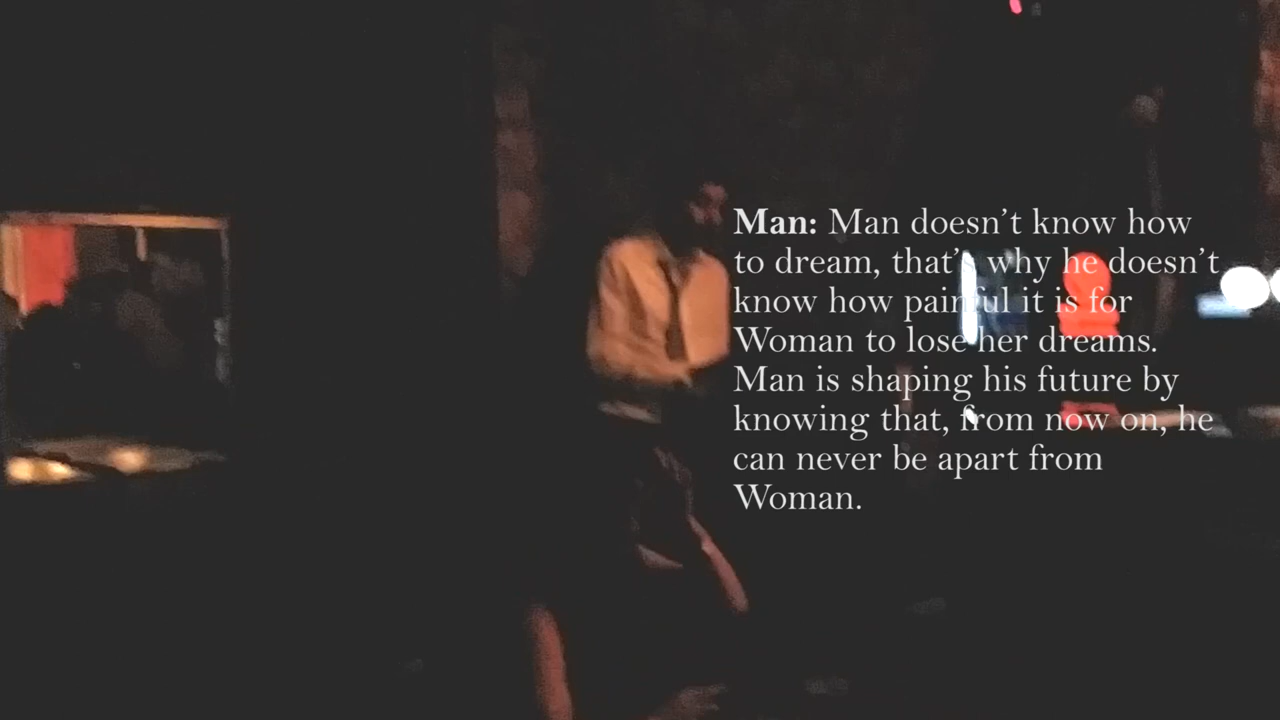 Man: Man doesn't know how
to dream, that's why he doesn't
know how painful it is for
Woman to lose her dreams.
Man is shaping his future by
knowing that, from now on, he
can never be apart from
Woman.